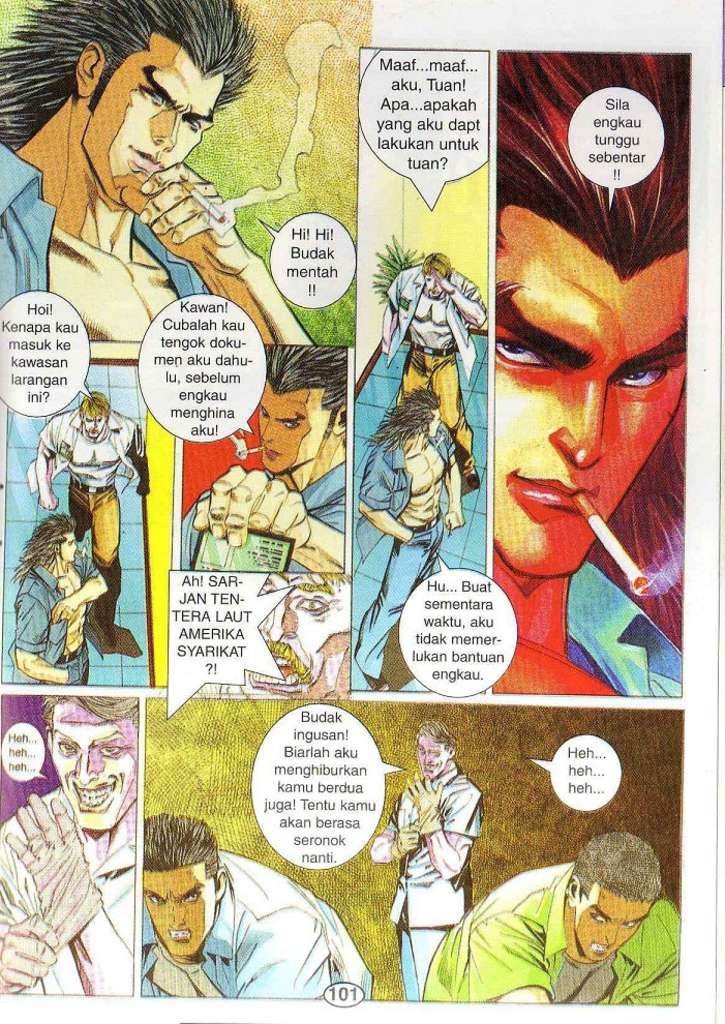 Hi! Hi!
Budak
mentah
!!
Hoi!
Kenapa kau
masuk ke
kawasan
larangan
ini?
Kawan!
Cubalah kau
tengok doku-
men aku dahu-
lu, sebelum
engkau
menghina
aku!
Ah! SAR-
JAN TEN-
TERA LAUT
AMERIKA
SYARIKAT
?!
Maaf...maaf...
aku, Tuan!
Apa...apakah
yang aku dapt
lakukan untuk
tuan?
Hu... Buat
sementara
waktu, aku
tidak memer-
lukan bantuan
engkau.
Sila
engkau
tunggu
sebentar
!!
Heh...
heh...
heh...
Budak
ingusan!
Biarlah aku
menghiburkan
kamu berdua
juga! Tentu kamu
akan berasa
seronok
nanti.
Heh...
heh...
heh...
101